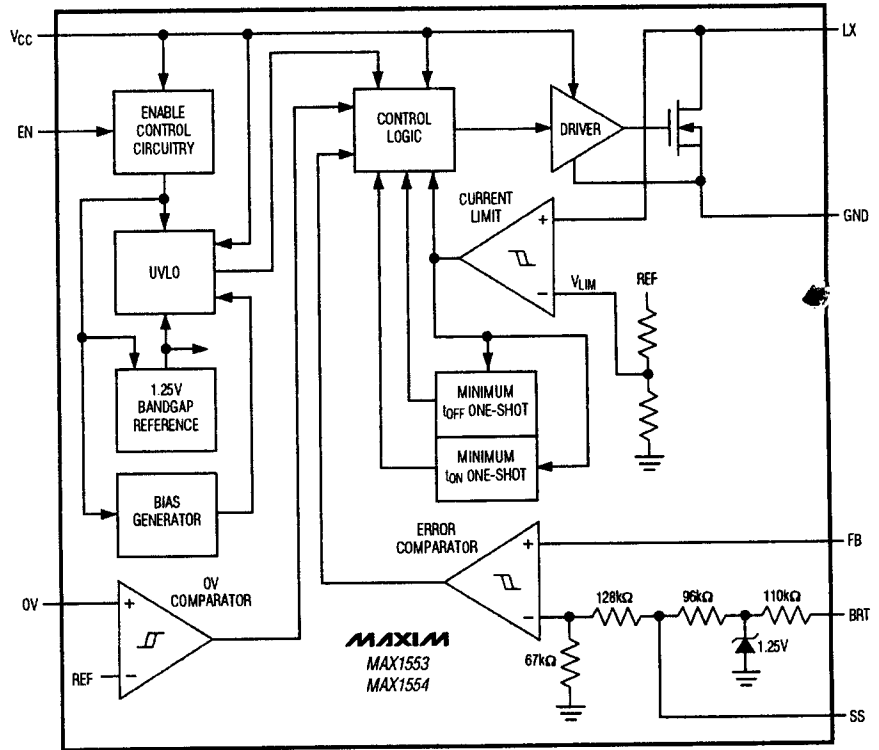 VCC
LX
ENABLE
CONTROL
CIRCUITRY
EN
CONTROL
LOGIC
DRIVER
GND
CURRENT
LIMIT
+
−
VLIM
REF
UVLO
1.25V
BANDGAP
REFERENCE
MINIMUM
tOFF ONE-SHOT
MINIMUM
tON ONE-SHOT
BIAS
GENERATOR
ERROR
COMPARATOR
+
−
FB
OV
OV
COMPARATOR
+
−
REF
128kΩ
96kΩ
110kΩ
BRT
67kΩ
1.25V
MAXIM
MAX1553
MAX1554
SS